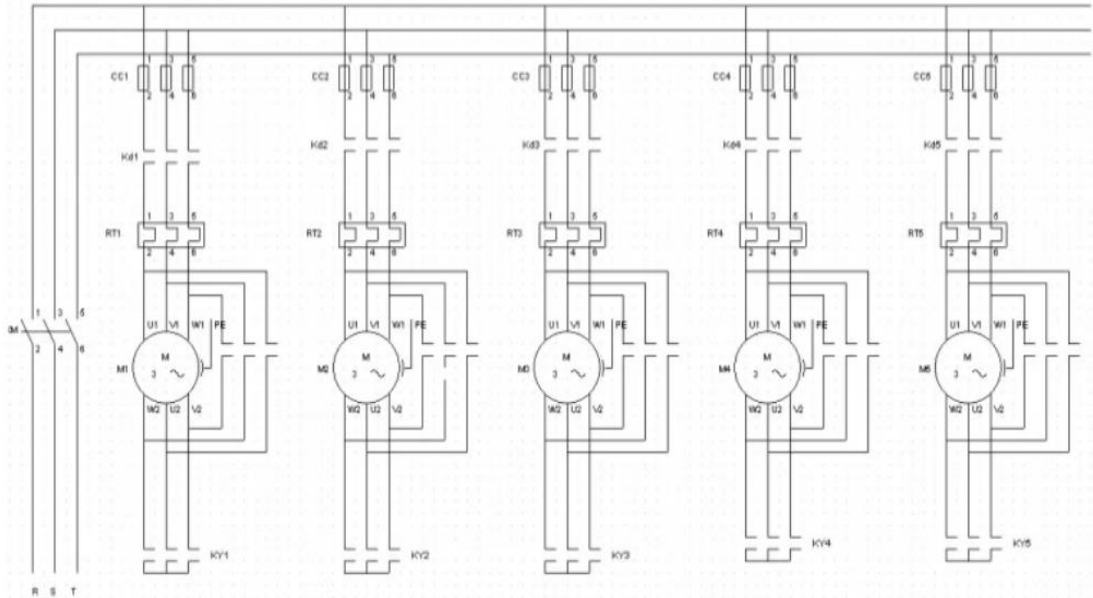 1 3 5 1 3 5 1 3 5 1 3 5 1 3 5
CC1 CC2 CC3 CC4 CC5
2 4 6 2 4 6 2 4 6 2 4 6 2 4 6
Kd1 Kd2 Kd3 Kd4 Kd5
1 3 5 1 3 5 1 3 5 1 3 5 1 3 5
RT1 RT2 RT3 RT4 RT5
2 4 6 2 4 6 2 4 6 2 4 6 2 4 6
1 3 5
U1 V1 W1 PE U1 V1 W1 PE U1 V1 W1 PE U1 V1 W1 PE U1 V1 W1 PE
2 4 6
M M M M M
M1 3 M2 3 M3 3 M4 3 M5 3
W2 U2 V2 W2 U2 V2 W2 U2 V2 W2 U2 V2 W2 U2 V2
KY1 KY2 KY3 KY4 KY5
R S T